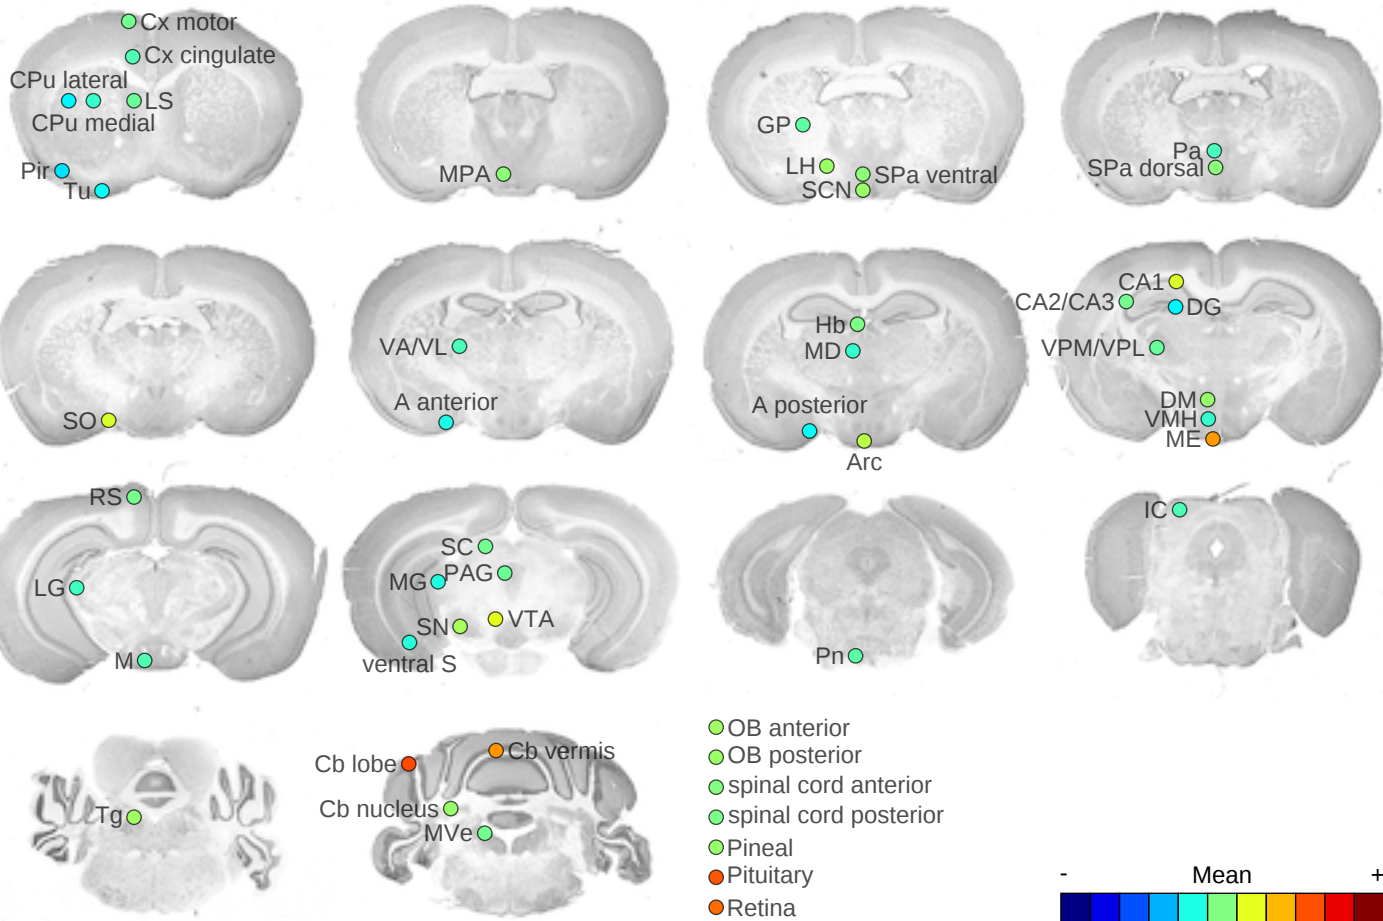 Cx motor
Cx cingulate
CPu lateral
LS
CPu medial
Pir
Tu
MPA
GP
LH
SPa ventral
SCN
Pa
SPa dorsal
SO
VA/VL
A anterior
Hb
MD
A posterior
Arc
CA1
CA2/CA3
DG
VPM/VPL
DM
VMH
ME
RS
LG
M
SC
PAG
MG
VTA
SN
ventral S
Pn
IC
Tg
Cb lobe
Cb vermis
Cb nucleus
MVe
OB anterior
OB posterior
spinal cord anterior
spinal cord posterior
Pineal
Pituitary
Retina
- Mean +